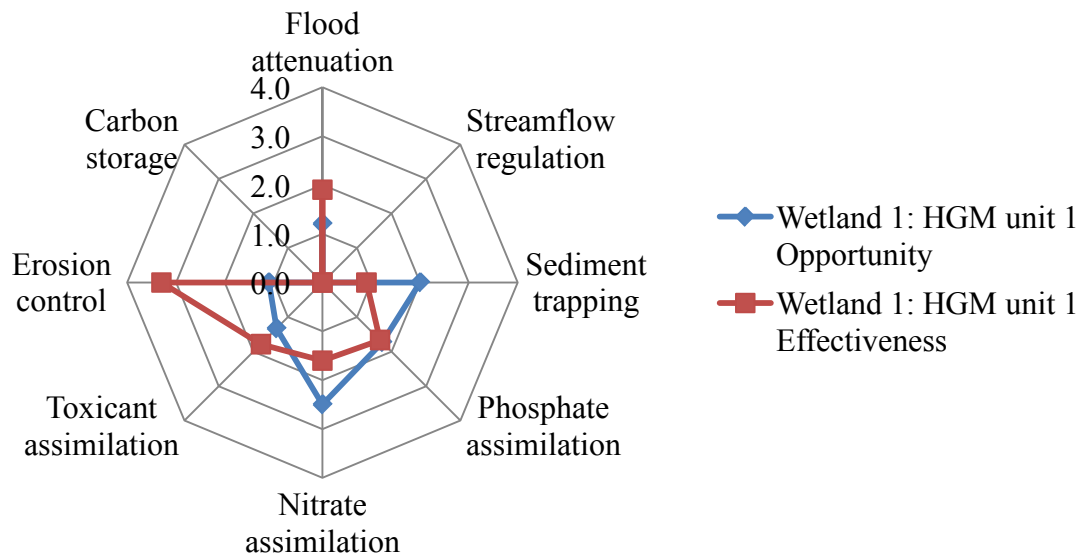 Flood
attenuation
4.0
3.0
2.0
1.0
0.0
Streamflow
regulation
Sediment
trapping
Phosphate
assimilation
Nitrate
assimilation
Toxicant
assimilation
Erosion
control
Carbon
storage
Wetland 1: HGM unit 1
Opportunity
Wetland 1: HGM unit 1
Effectiveness